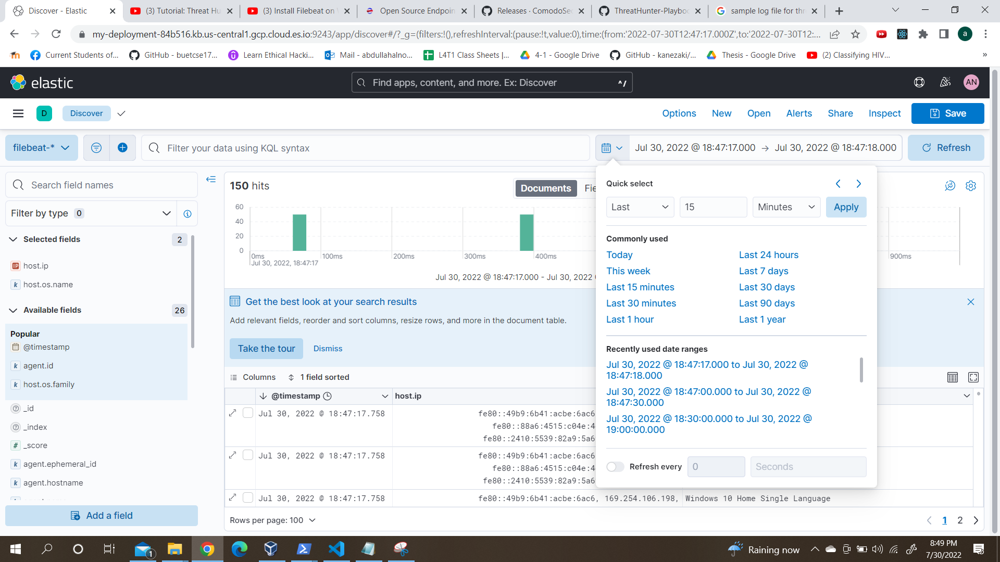 Discover - Elastic
(3) Tutorial: Threat Hu
(3) Install Filebeat on
Open Source Endpoin
Releases · ComodoSec
ThreatHunter-Playboo
sample log file for thr
my-deployment-84b516.kb.us-central1.gcp.cloud.es.io:9243/app/discover#/?_g=(filters:!(),refreshInterval:(pause:!t,value:0),time:(from:'2022-07-30T12:47:17.000Z',to:'2022-07-30T12:...
a
Current Students of...
GitHub - buetcse17...
Learn Ethical Hacki...
Mail - abdullahalno...
L4T1 Class Sheets |...
4-1 - Google Drive
GitHub - kanezaki/...
Thesis - Google Drive
(2) Classifying HIV...
»
elastic
Find apps, content, and more. Ex: Discover
^/
AN
D
Discover
Options
New
Open
Alerts
Share
Inspect
Save
filebeat-*
Filter your data using KQL syntax
Jul 30, 2022 @ 18:47:17.000 → Jul 30, 2022 @ 18:47:18.000
Refresh
Search field names
Filter by type 0
Selected fields 2
IP host.ip
k host.os.name
Available fields 26
Popular
@timestamp
k agent.id
k host.os.family
? _id
? _index
# _score
k agent.ephemeral_id
k agent.hostname
Add a field
150 hits
Documents
Fie
60
40
20
0
0ms
Jul 30, 2022, 18:47:17
100ms
200ms
300ms
400ms
900ms
Jul 30, 2022 @ 18:47:17.000 - Jul 30, 2022
Get the best look at your search results
Add relevant fields, reorder and sort columns, resize rows, and more in the document table.
Take the tour
Dismiss
Columns
1 field sorted
@timestamp
host.ip
Jul 30, 2022 @ 18:47:17.758
fe80::49b9:6b41:acbe:6ac6
fe80::88a6:4515:c04e:4
fe80::2410:5539:82a9:5a6
Jul 30, 2022 @ 18:47:17.758
fe80::49b9:6b41:acbe:6ac6
fe80::88a6:4515:c04e:4
fe80::2410:5539:82a9:5a6
Jul 30, 2022 @ 18:47:17.758
fe80::49b9:6b41:acbe:6ac6, 169.254.106.198,
Windows 10 Home Single Language
Rows per page: 100
1
2
Quick select
Last
15
Minutes
Apply
Commonly used
Today
Last 24 hours
This week
Last 7 days
Last 15 minutes
Last 30 days
Last 30 minutes
Last 90 days
Last 1 hour
Last 1 year
Recently used date ranges
Jul 30, 2022 @ 18:47:17.000 to Jul 30, 2022 @
18:47:18.000
Jul 30, 2022 @ 18:47:00.000 to Jul 30, 2022 @
18:47:30.000
Jul 30, 2022 @ 18:30:00.000 to Jul 30, 2022 @
19:00:00.000
Refresh every
0
Seconds
1
Raining now
8:49 PM
7/30/2022